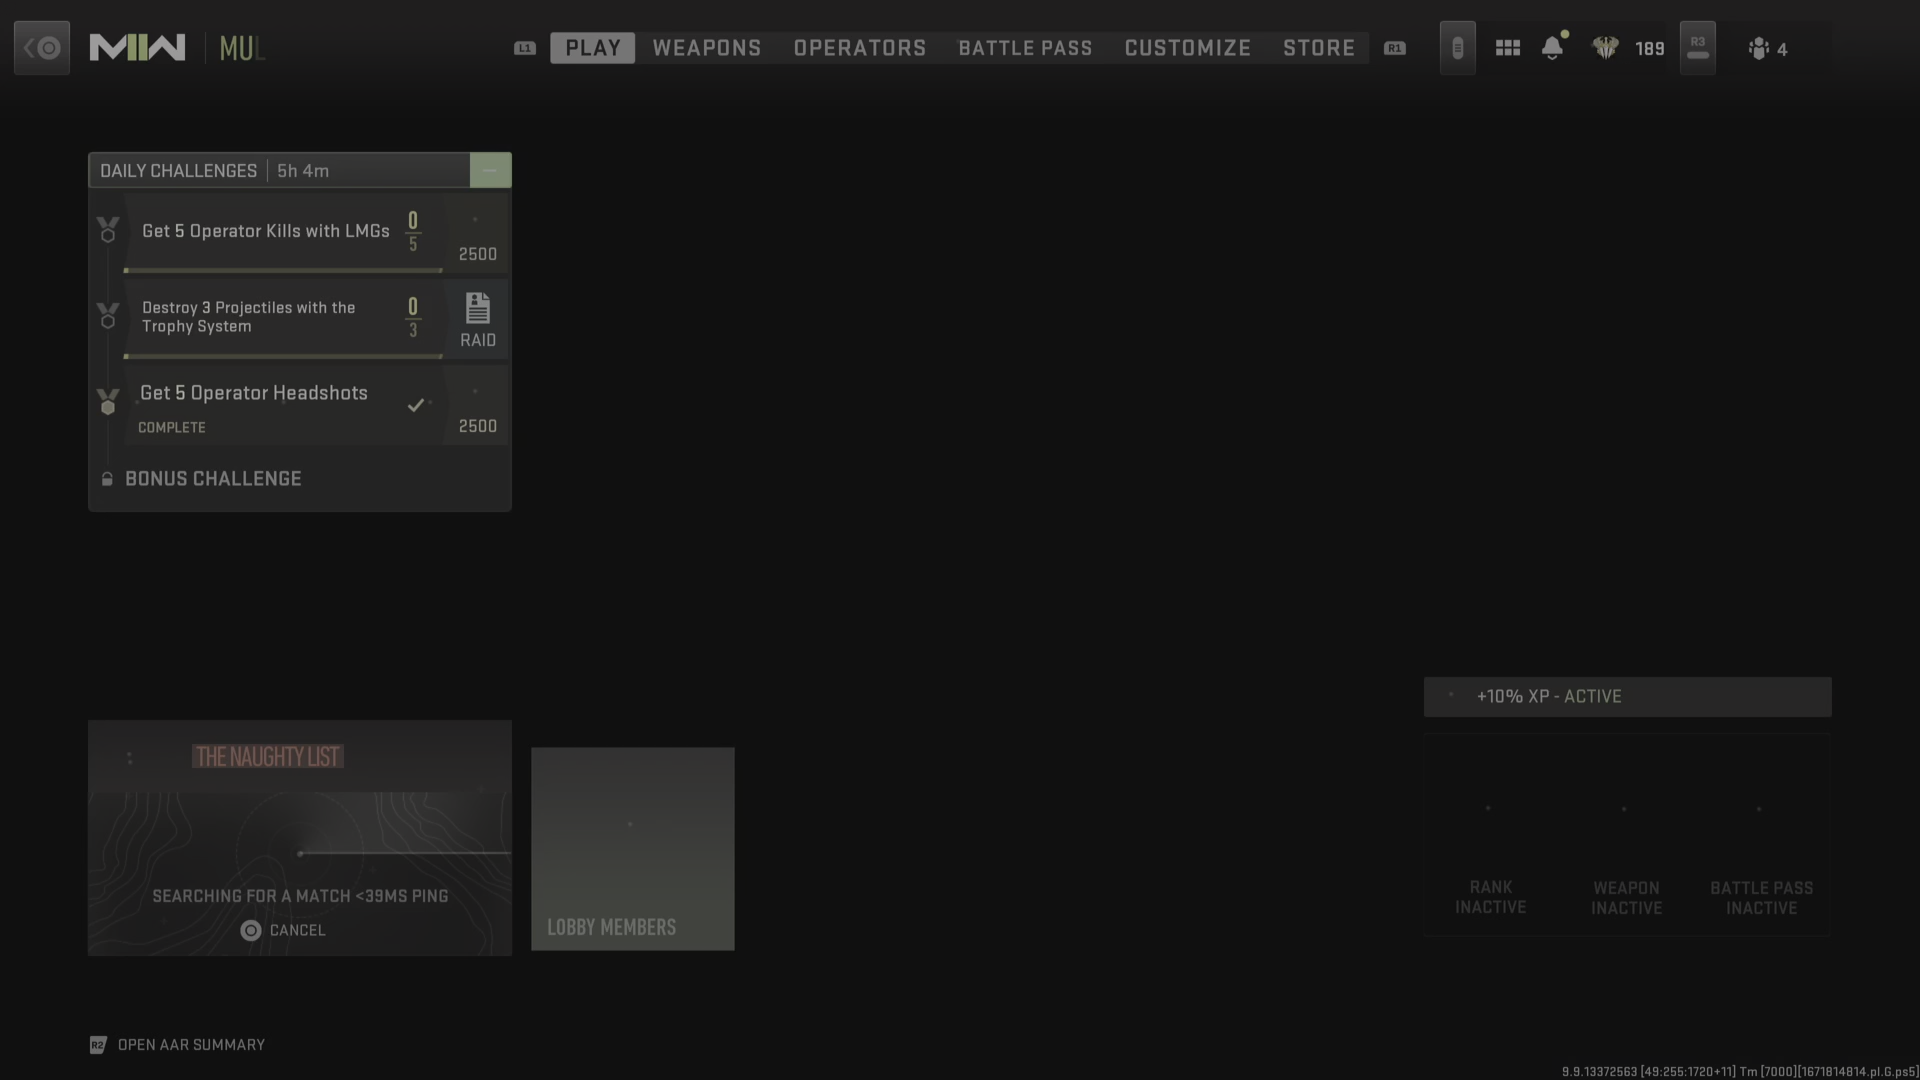 MWII MUL
L1 PLAY WEAPONS OPERATORS BATTLE PASS CUSTOMIZE STORE R1 189 R3 4
DAILY CHALLENGES 5h 4m
Get 5 Operator Kills with LMGs 0/5 2500
Destroy 3 Projectiles with the
Trophy System 0/3 RAID
Get 5 Operator Headshots
COMPLETE 2500
BONUS CHALLENGE
+10% XP - ACTIVE
THE NAUGHTY LIST
SEARCHING FOR A MATCH <39MS PING
CANCEL
LOBBY MEMBERS
RANK
INACTIVE
WEAPON
INACTIVE
BATTLE PASS
INACTIVE
R2 OPEN AAR SUMMARY
9.9.13372563 [49:255:1720+11] Tm [7000][1671814814.pl.G.ps5]